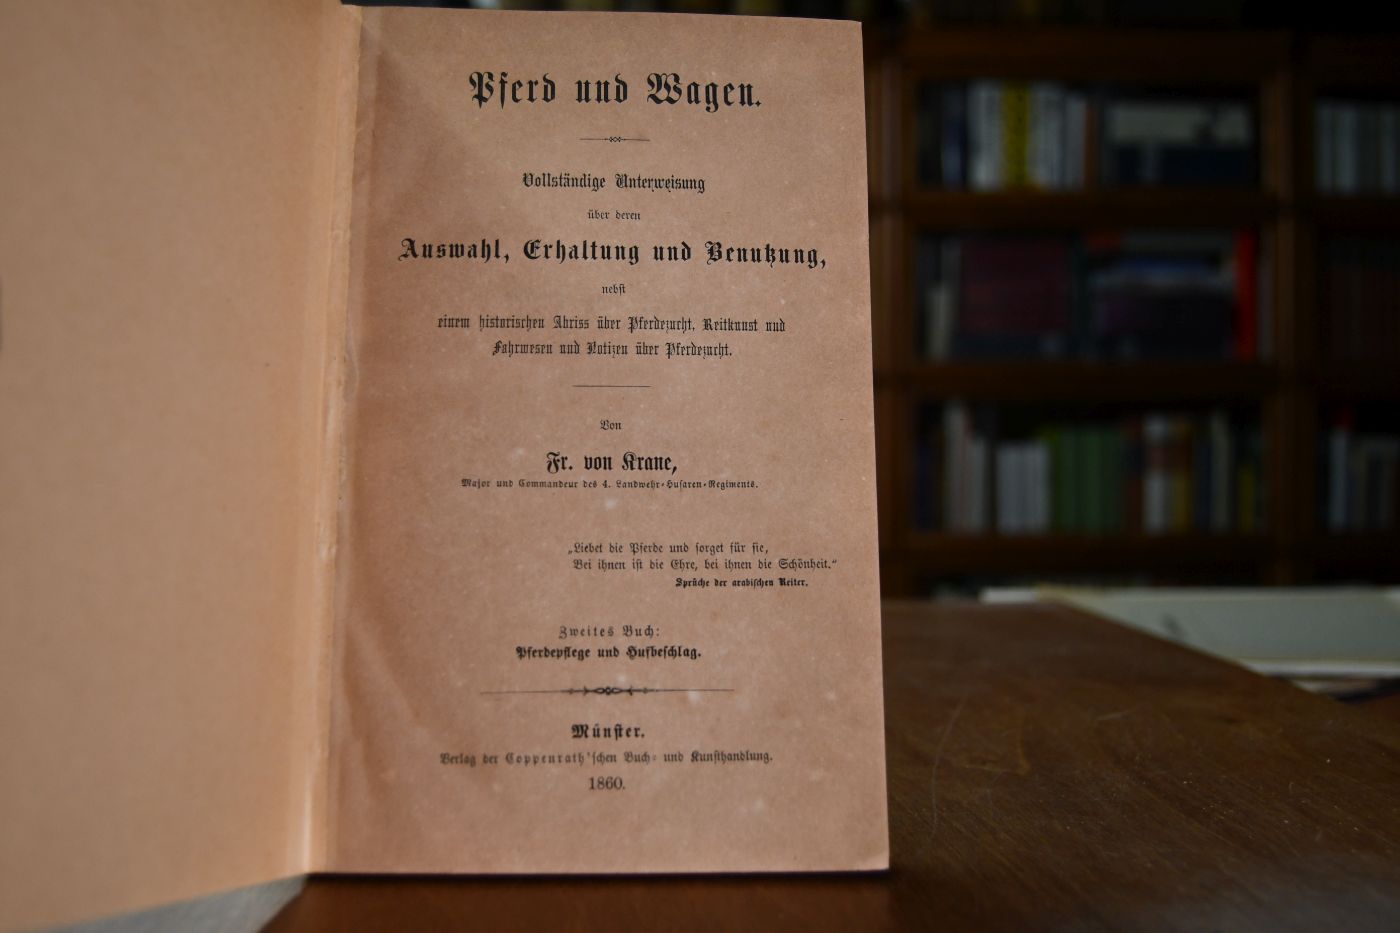 Pferd und Wagen.
Vollständige Unterweisung
über deren
Auswahl, Erhaltung und Benutzung,
nebst
einem historischen Abriss über Pferdezucht, Reitkunst und
Fahrwesen und Notizen über Pferdezucht.
Von
Fr. von Krane,
Major und Commandeur des 4. Landwehr-Husaren-Regiments.
„Liebet die Pferde und sorget für sie,
Bei ihnen ist die Ehre, bei ihnen die Schönheit.“
Sprüche der arabischen Reiter.
Zweites Buch:
Pferdepflege und Hufbeschlag.
Münster.
Verlag der Coppenrath'schen Buch- und Kunsthandlung.
1860.